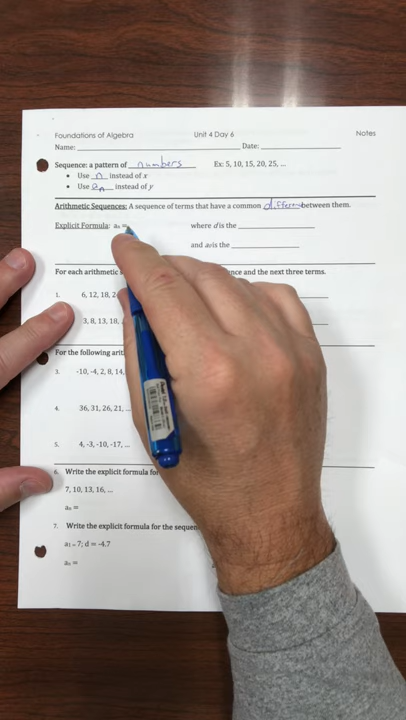 Foundations of Algebra Unit 4 Day 6 Notes
Name: Date:
Sequence: a pattern of numbers Ex: 5, 10, 15, 20, 25, ...
• Use n instead of x
• Use aₙ instead of y
Arithmetic Sequences: A sequence of terms that have a common difference between them.
Explicit Formula: aₙ = where d is the
and a₁ is the
For each arithmetic and the next three terms.
1. 6, 12, 18,
3, 8, 13, 18,
For the following
3. -10, -4, 2, 8, 14,
4. 36, 31, 26, 21, ...
5. 4, -3, -10, -17, ...
6. Write the explicit formula for
7, 10, 13, 16, ...
aₙ =
7. Write the explicit formula for the
a₁ = 7; d = -4.7
aₙ =